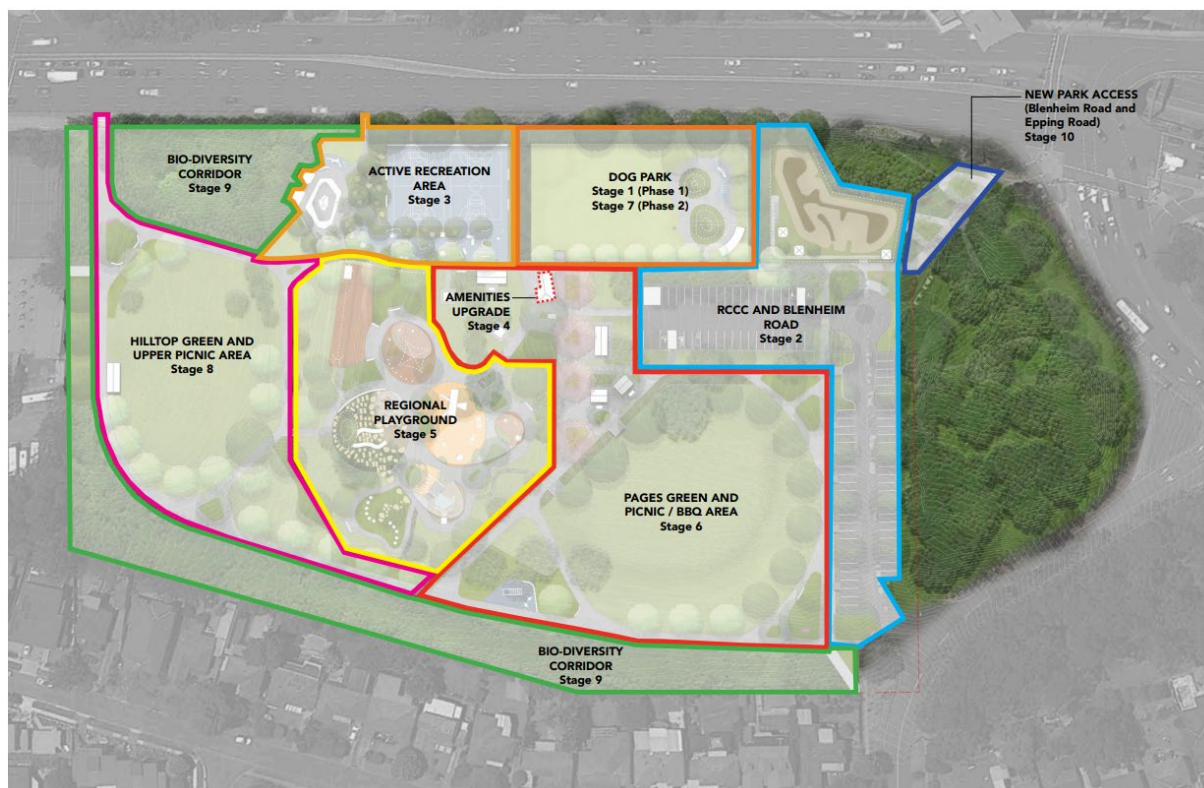 NEW PARK ACCESS
(Blenheim Road and
Epping Road)
Stage 10
BIO-DIVERSITY
CORRIDOR
Stage 9
ACTIVE RECREATION
AREA
Stage 3
DOG PARK
Stage 1 (Phase 1)
Stage 7 (Phase 2)
AMENITIES
UPGRADE
Stage 4
RCCC AND BLENHEIM
ROAD
Stage 2
HILLTOP GREEN AND
UPPER PICNIC AREA
Stage 8
REGIONAL
PLAYGROUND
Stage 5
PAGES GREEN AND
PICNIC / BBQ AREA
Stage 6
BIO-DIVERSITY
CORRIDOR
Stage 9